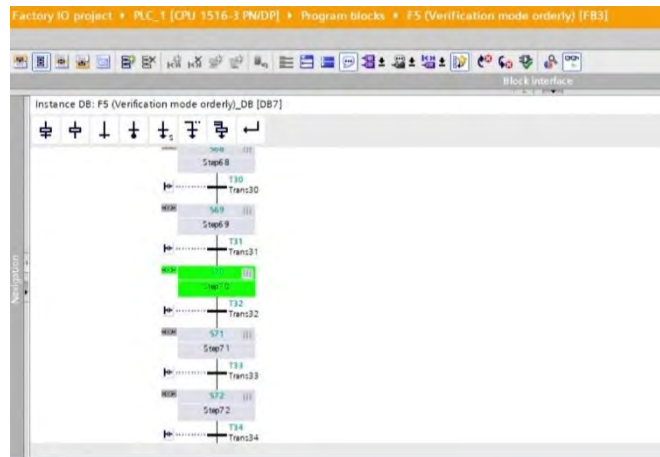 Factory IO project ▸ PLC_1 [CPU 1516-3 PN/DP] ▸ Program blocks ▸ F5 (Verification mode orderly) [FB3]
Block interface
Instance DB: F5 (Verification mode orderly)_DB [DB7]
Navigation
S68
Step68
T30
Trans30
S69
Step69
T31
Trans31
S70
Step70
T32
Trans32
S71
Step71
T33
Trans33
S72
Step72
T34
Trans34